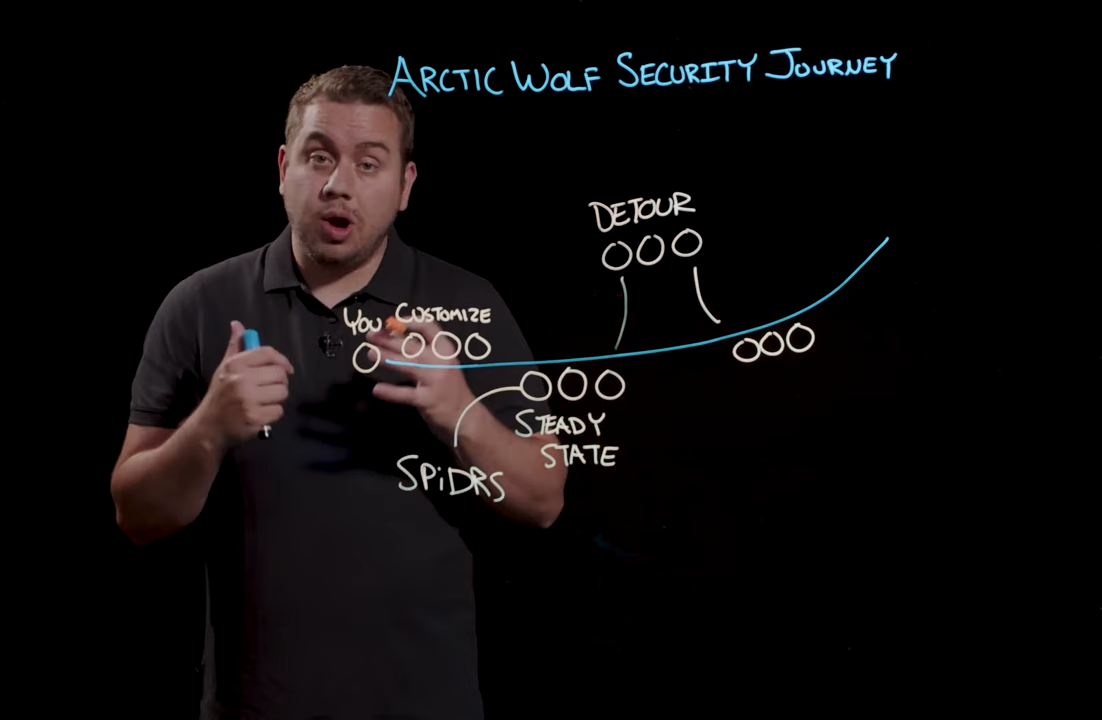 ARCTIC WOLF SECURITY JOURNEY
DETOUR
YOU CUSTOMIZE
STEADY
STATE
SPiDRS